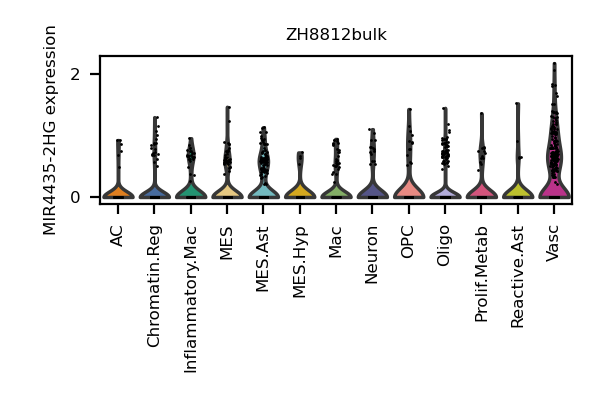 ZH8812bulk
MIR4435-2HG expression
2
0
AC
Chromatin.Reg
Inflammatory.Mac
MES
MES.Ast
MES.Hyp
Mac
Neuron
OPC
Oligo
Prolif.Metab
Reactive.Ast
Vasc